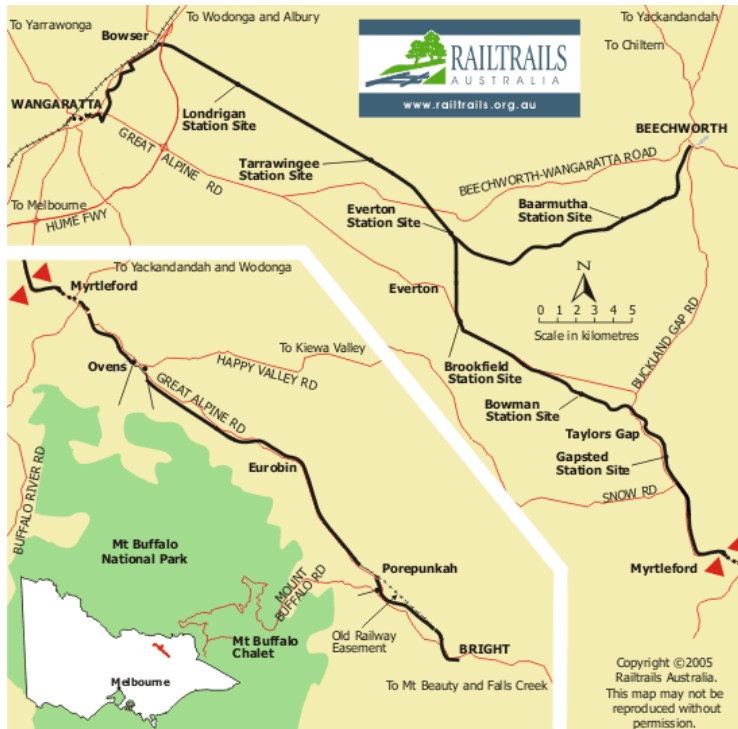 To Yarrawonga
To Wodonga and Albury
To Yackandandah
To Chiltern
Bowser
RAILTRAILS
AUSTRALIA
www.railtrails.org.au
WANGARATTA
Londrigan
Station Site
GREAT ALPINE RD
Tarrawingee
Station Site
BEECHWORTH
BEECHWORTH-WANGARATTA ROAD
To Melbourne
HUME FWY
Everton
Station Site
Baarmutha
Station Site
To Yackandandah and Wodonga
Myrtleford
Everton
N
0 1 2 3 4 5
Scale in kilometres
BUCKLAND GAP RD
To Kiewa Valley
HAPPY VALLEY RD
Ovens
GREAT ALPINE RD
Brookfield
Station Site
Bowman
Station Site
Taylors Gap
Gapsted
Station Site
SNOW RD
Eurobin
BUFFALO RIVER RD
Mt Buffalo
National Park
Porepunkah
MOUNT
BUFFALO RD
Myrtleford
Mt Buffalo
Chalet
Old Railway
Easement
BRIGHT
Melbourne
To Mt Beauty and Falls Creek
Copyright ©2005
Railtrails Australia.
This map may not be
reproduced without
permission.